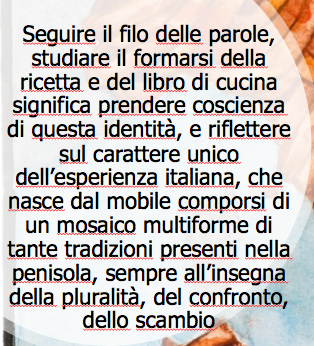 Seguire il filo delle parole,
studiare il formarsi della
ricetta e del libro di cucina
significa prendere coscienza
di questa identità, e riflettere
sul carattere unico
dell’esperienza italiana, che
nasce dal mobile comporsi di
un mosaico multiforme di
tante tradizioni presenti nella
penisola, sempre all’insegna
della pluralità, del confronto,
dello scambio